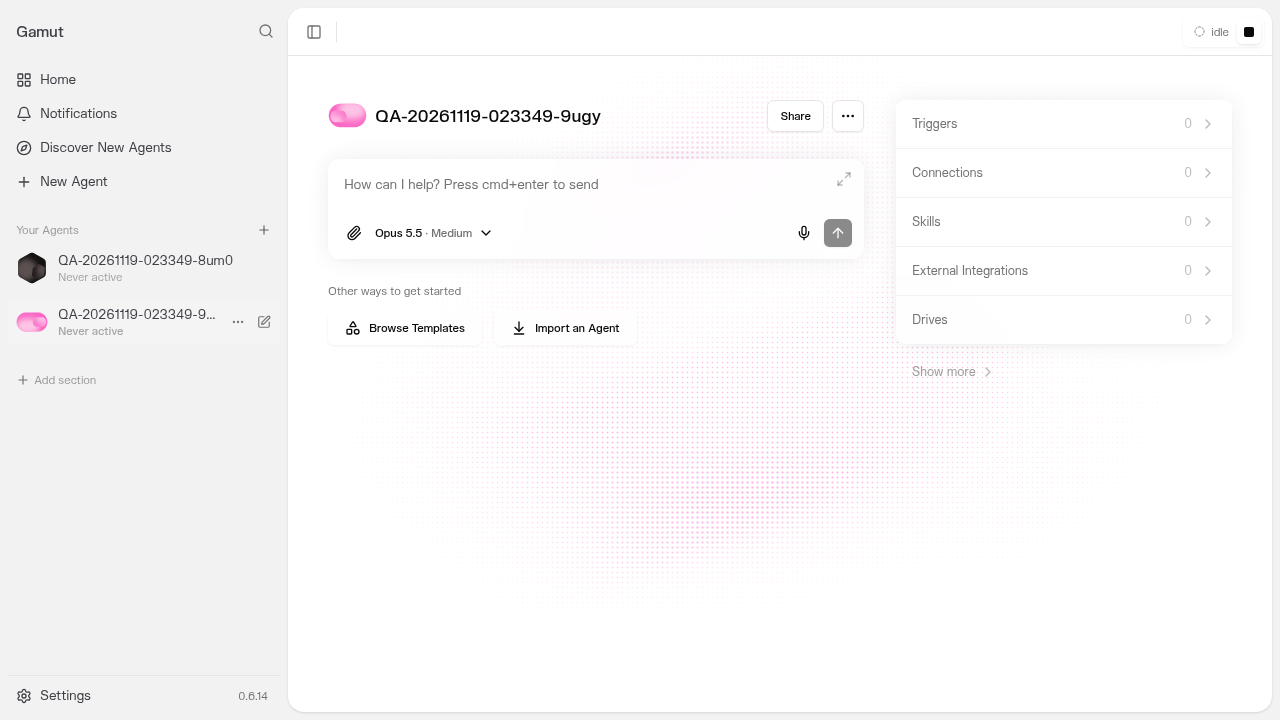 Gamut
Home
Notifications
Discover New Agents
New Agent
Your Agents
QA-20261119-023349-8um0
Never active
QA-20261119-023349-9...
Never active
Add section
Settings
0.6.14
idle
QA-20261119-023349-9ugy
Share
How can I help? Press cmd+enter to send
Opus 5.5 · Medium
Other ways to get started
Browse Templates
Import an Agent
Triggers 0
Connections 0
Skills 0
External Integrations 0
Drives 0
Show more